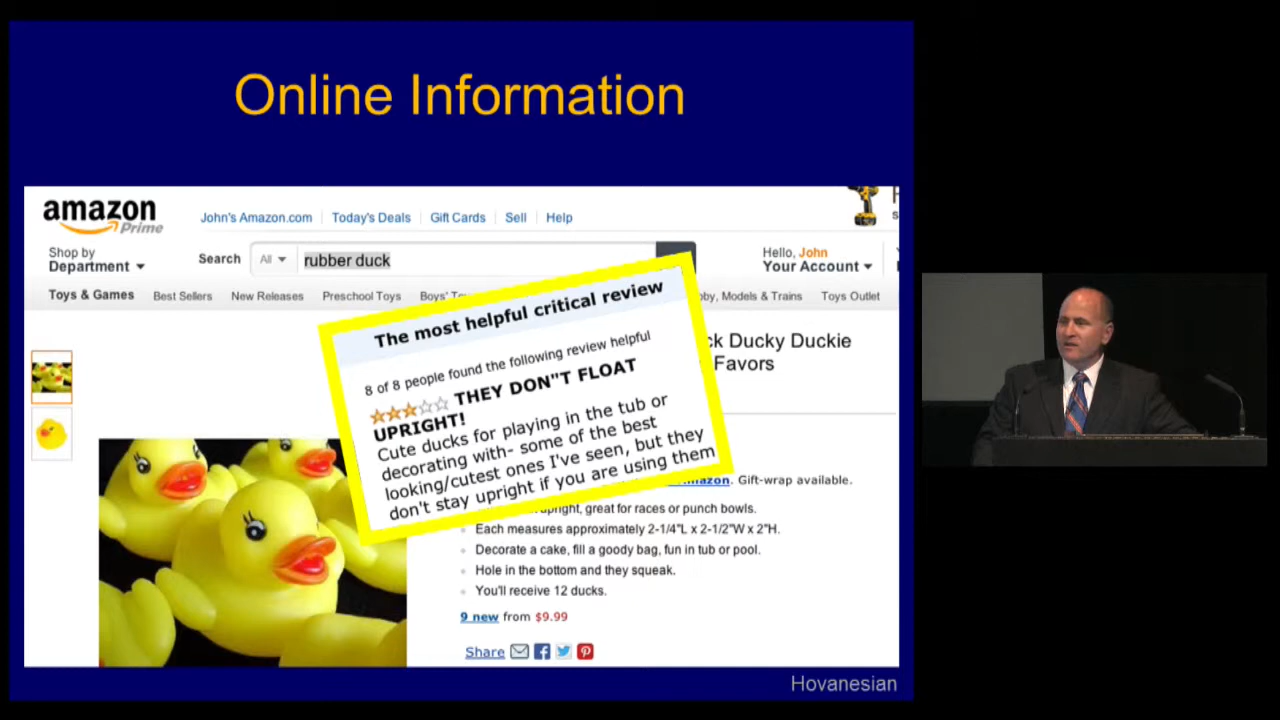 Online Information
amazon
Prime
John's Amazon.com
Today's Deals
Gift Cards
Sell
Help
Shop by
Department
Search
All
rubber duck
Hello, John
Your Account
Toys & Games
Best Sellers
New Releases
Preschool Toys
Boys'
Models & Trains
Toys Outlet
The most helpful critical review
8 of 8 people found the following review helpful
THEY DON"T FLOAT
UPRIGHT!
Cute ducks for playing in the tub or
decorating with- some of the best
looking/cutest ones I've seen, but they
don't stay upright if you are using them
Ducky Duckie
Favors
Gift-wrap available.
great for races or punch bowls.
Each measures approximately 2-1/4"L x 2-1/2"W x 2"H.
Decorate a cake, fill a goody bag, fun in tub or pool.
Hole in the bottom and they squeak.
You'll receive 12 ducks.
9 new from $9.99
Share
Hovanesian